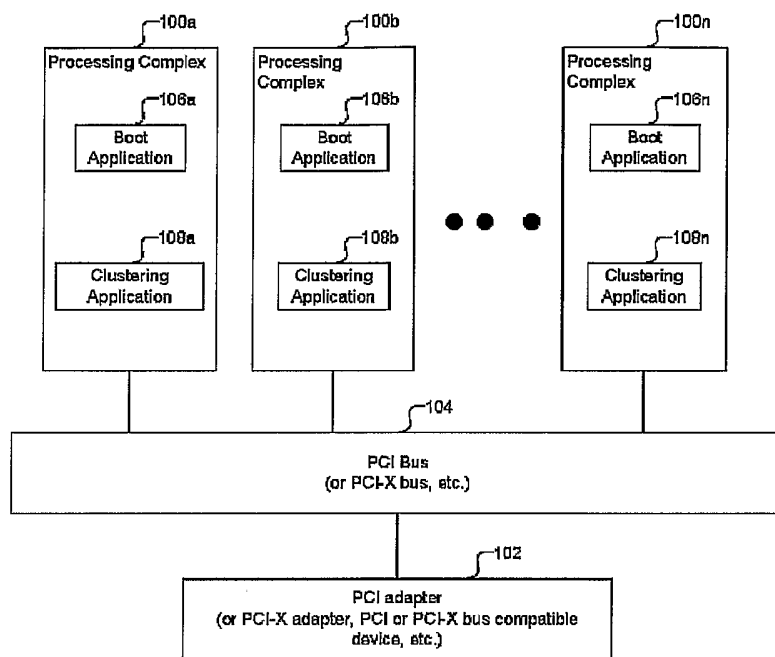 100a
100b
100n
Processing Complex
Processing
Complex
Processing
Complex
106a
106b
106n
Boot
Application
Boot
Application
Boot
Application
108a
108b
108n
Clustering
Application
Clustering
Application
Clustering
Application
104
PCI Bus
(or PCI-X bus, etc.)
102
PCI adapter
(or PCI-X adapter, PCI or PCI-X bus compatible
device, etc.)